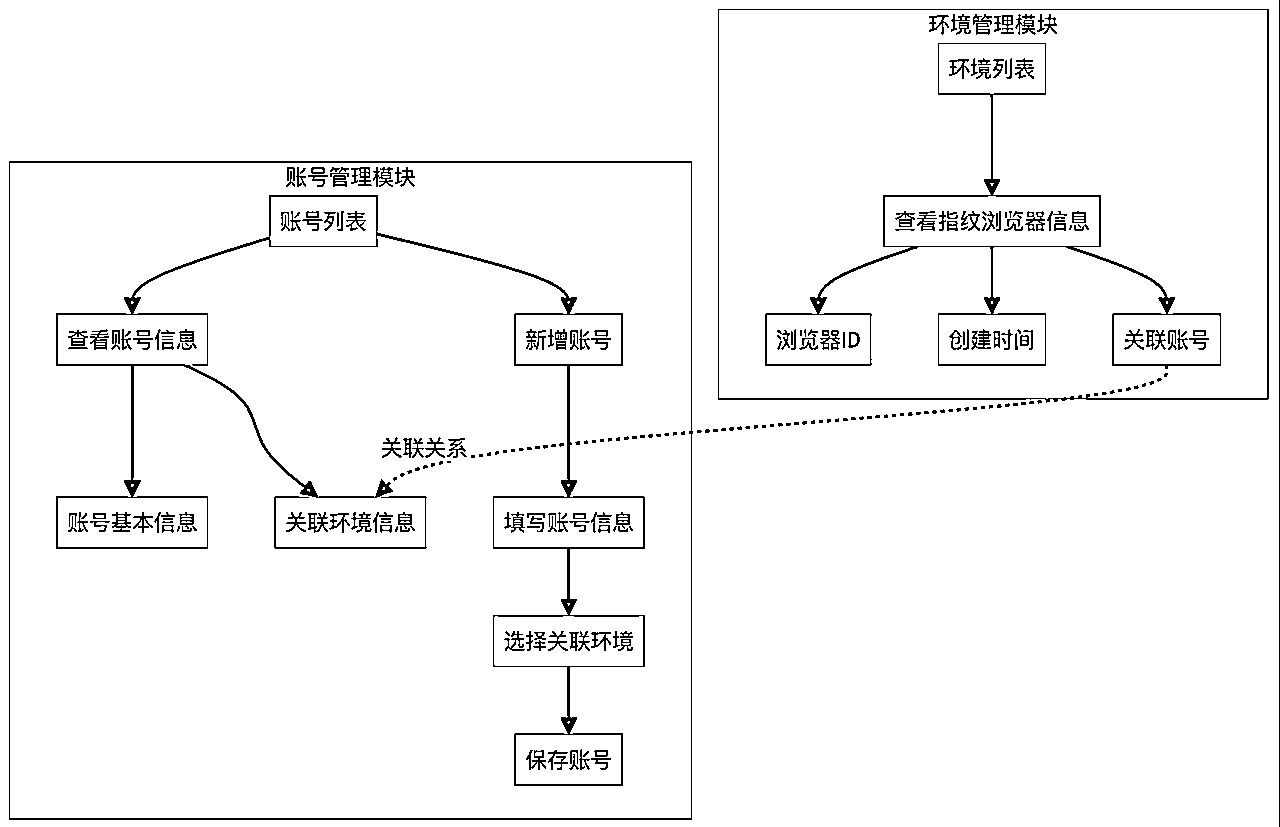 环境管理模块
环境列表
查看指纹浏览器信息
浏览器ID
创建时间
关联账号
账号管理模块
账号列表
查看账号信息
新增账号
关联关系
账号基本信息
关联环境信息
填写账号信息
选择关联环境
保存账号